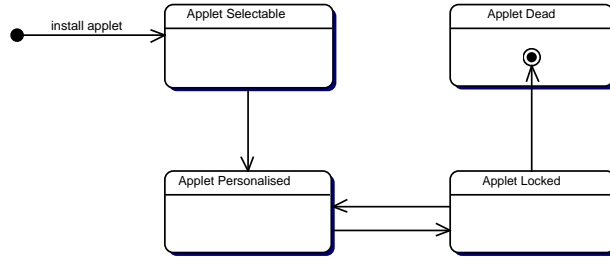 install applet
Applet Selectable
Applet Dead
Applet Personalised
Applet Locked